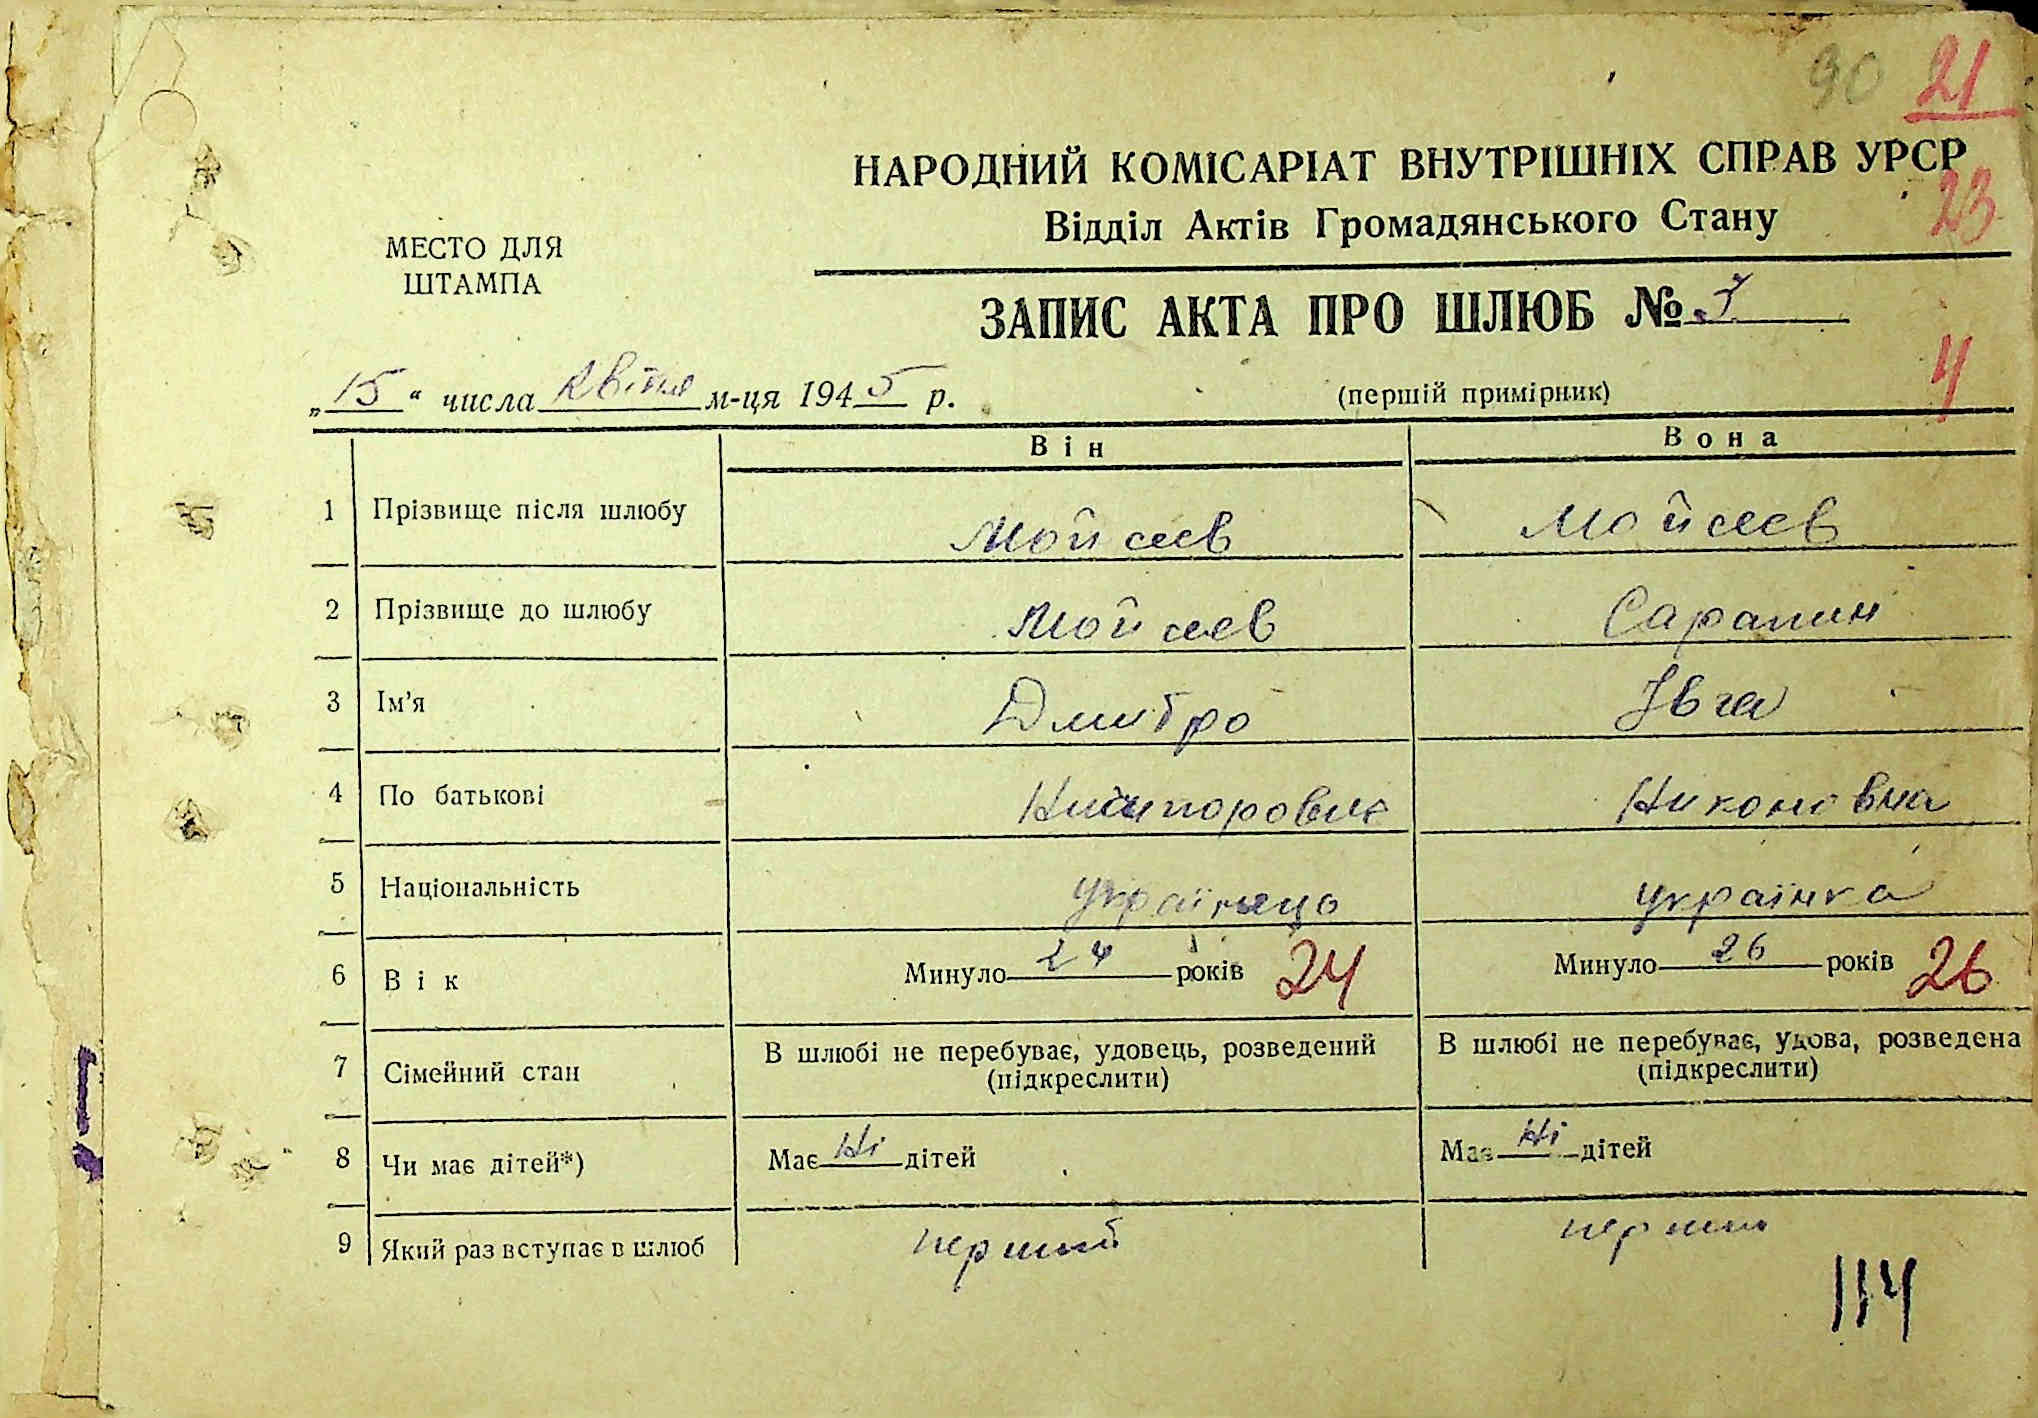 90 21
НАРОДНИЙ КОМІСАРІАТ ВНУТРІШНІХ СПРАВ УРСР
23
Відділ Актів Громадянського Стану
МЕСТО ДЛЯ
ШТАМПА
ЗАПИС АКТА ПРО ШЛЮБ №
4
„15“ числа квітня м-ця 1945 р.
(перший примірник)
Він Вона
1 Прізвище після шлюбу Мойсеєв Мойсеєв
2 Прізвище до шлюбу Мойсеєв Сарапин
3 Ім'я Дмитро Івга
4 По батькові Никоновна
5 Національність Українець Українка
6 Вік Минуло 24 років 24 Минуло 26 років 26
7 Сімейний стан В шлюбі не перебуває, удовець, розведений В шлюбі не перебуває, удова, розведена
(підкреслити) (підкреслити)
8 Чи має дітей*) Має Ні дітей Має Ні дітей
9 Який раз вступає в шлюб перший перший
114